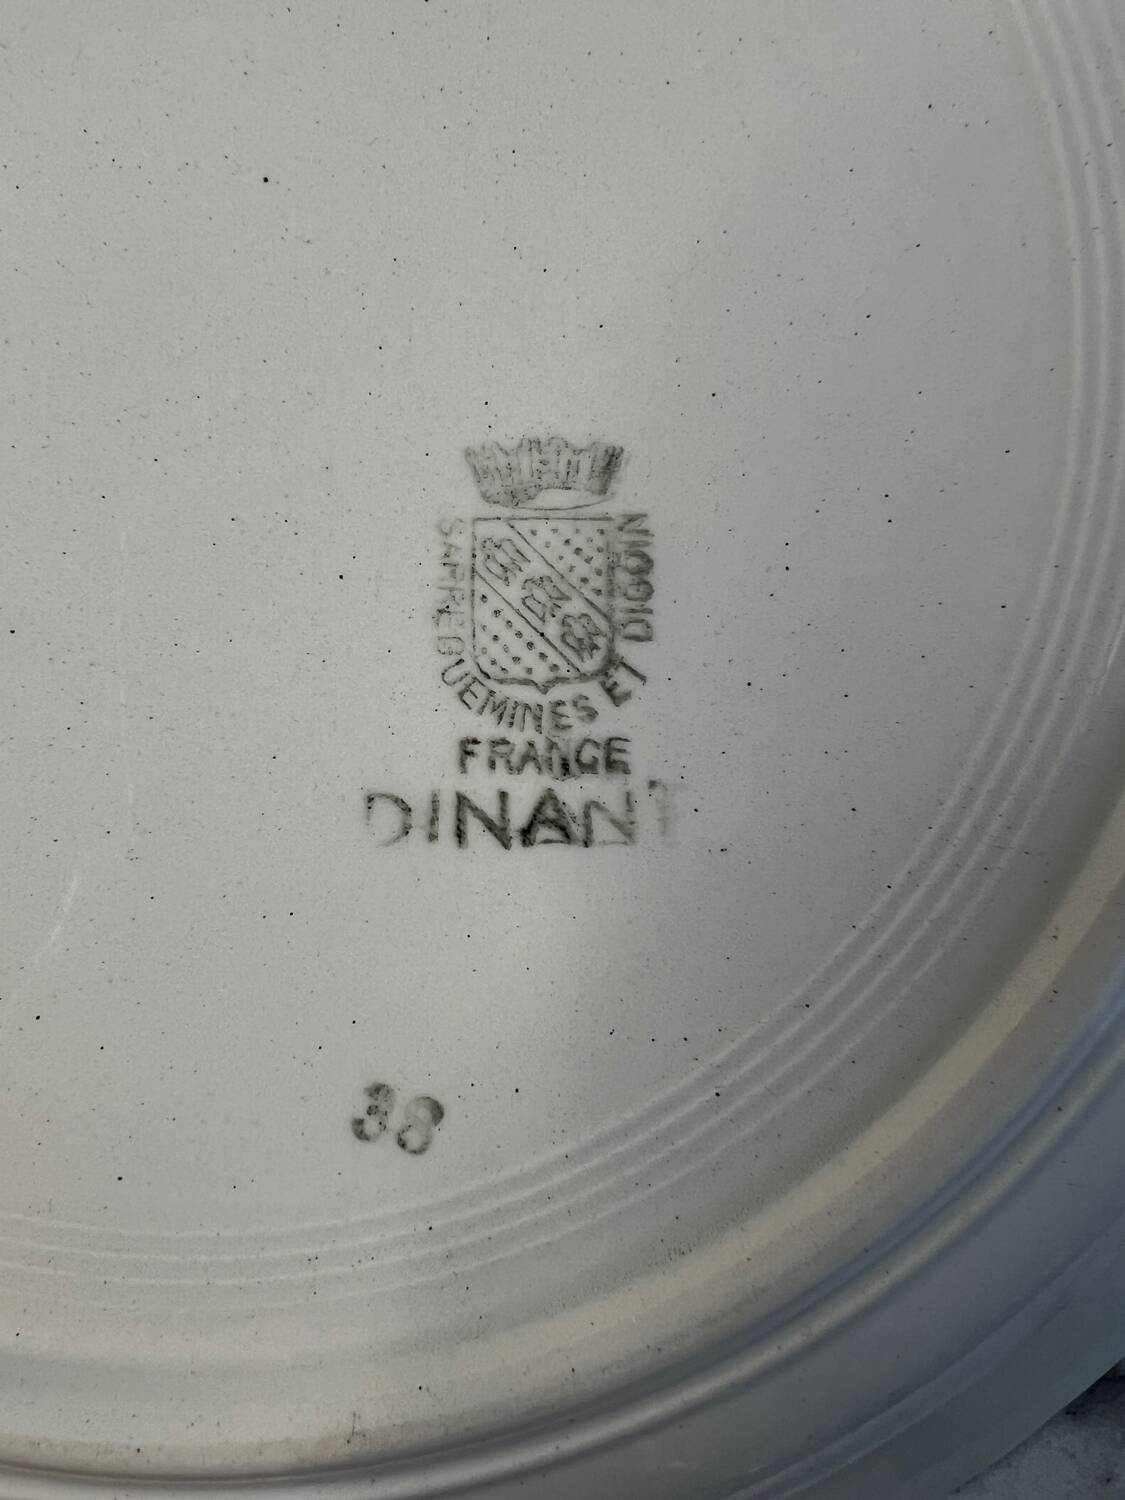 SARREGUEMINES ET DIGOIN
FRANCE
DINANT
38